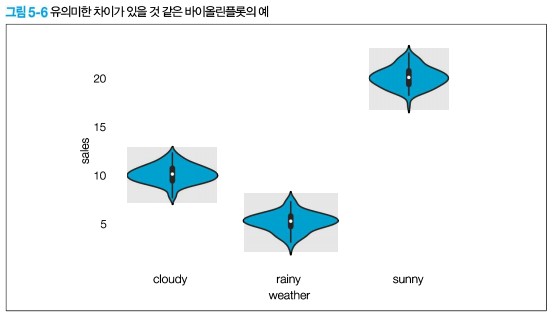 그림 5-6 유의미한 차이가 있을 것 같은 바이올린플롯의 예
20
15
sales
10
5
cloudy rainy sunny
weather